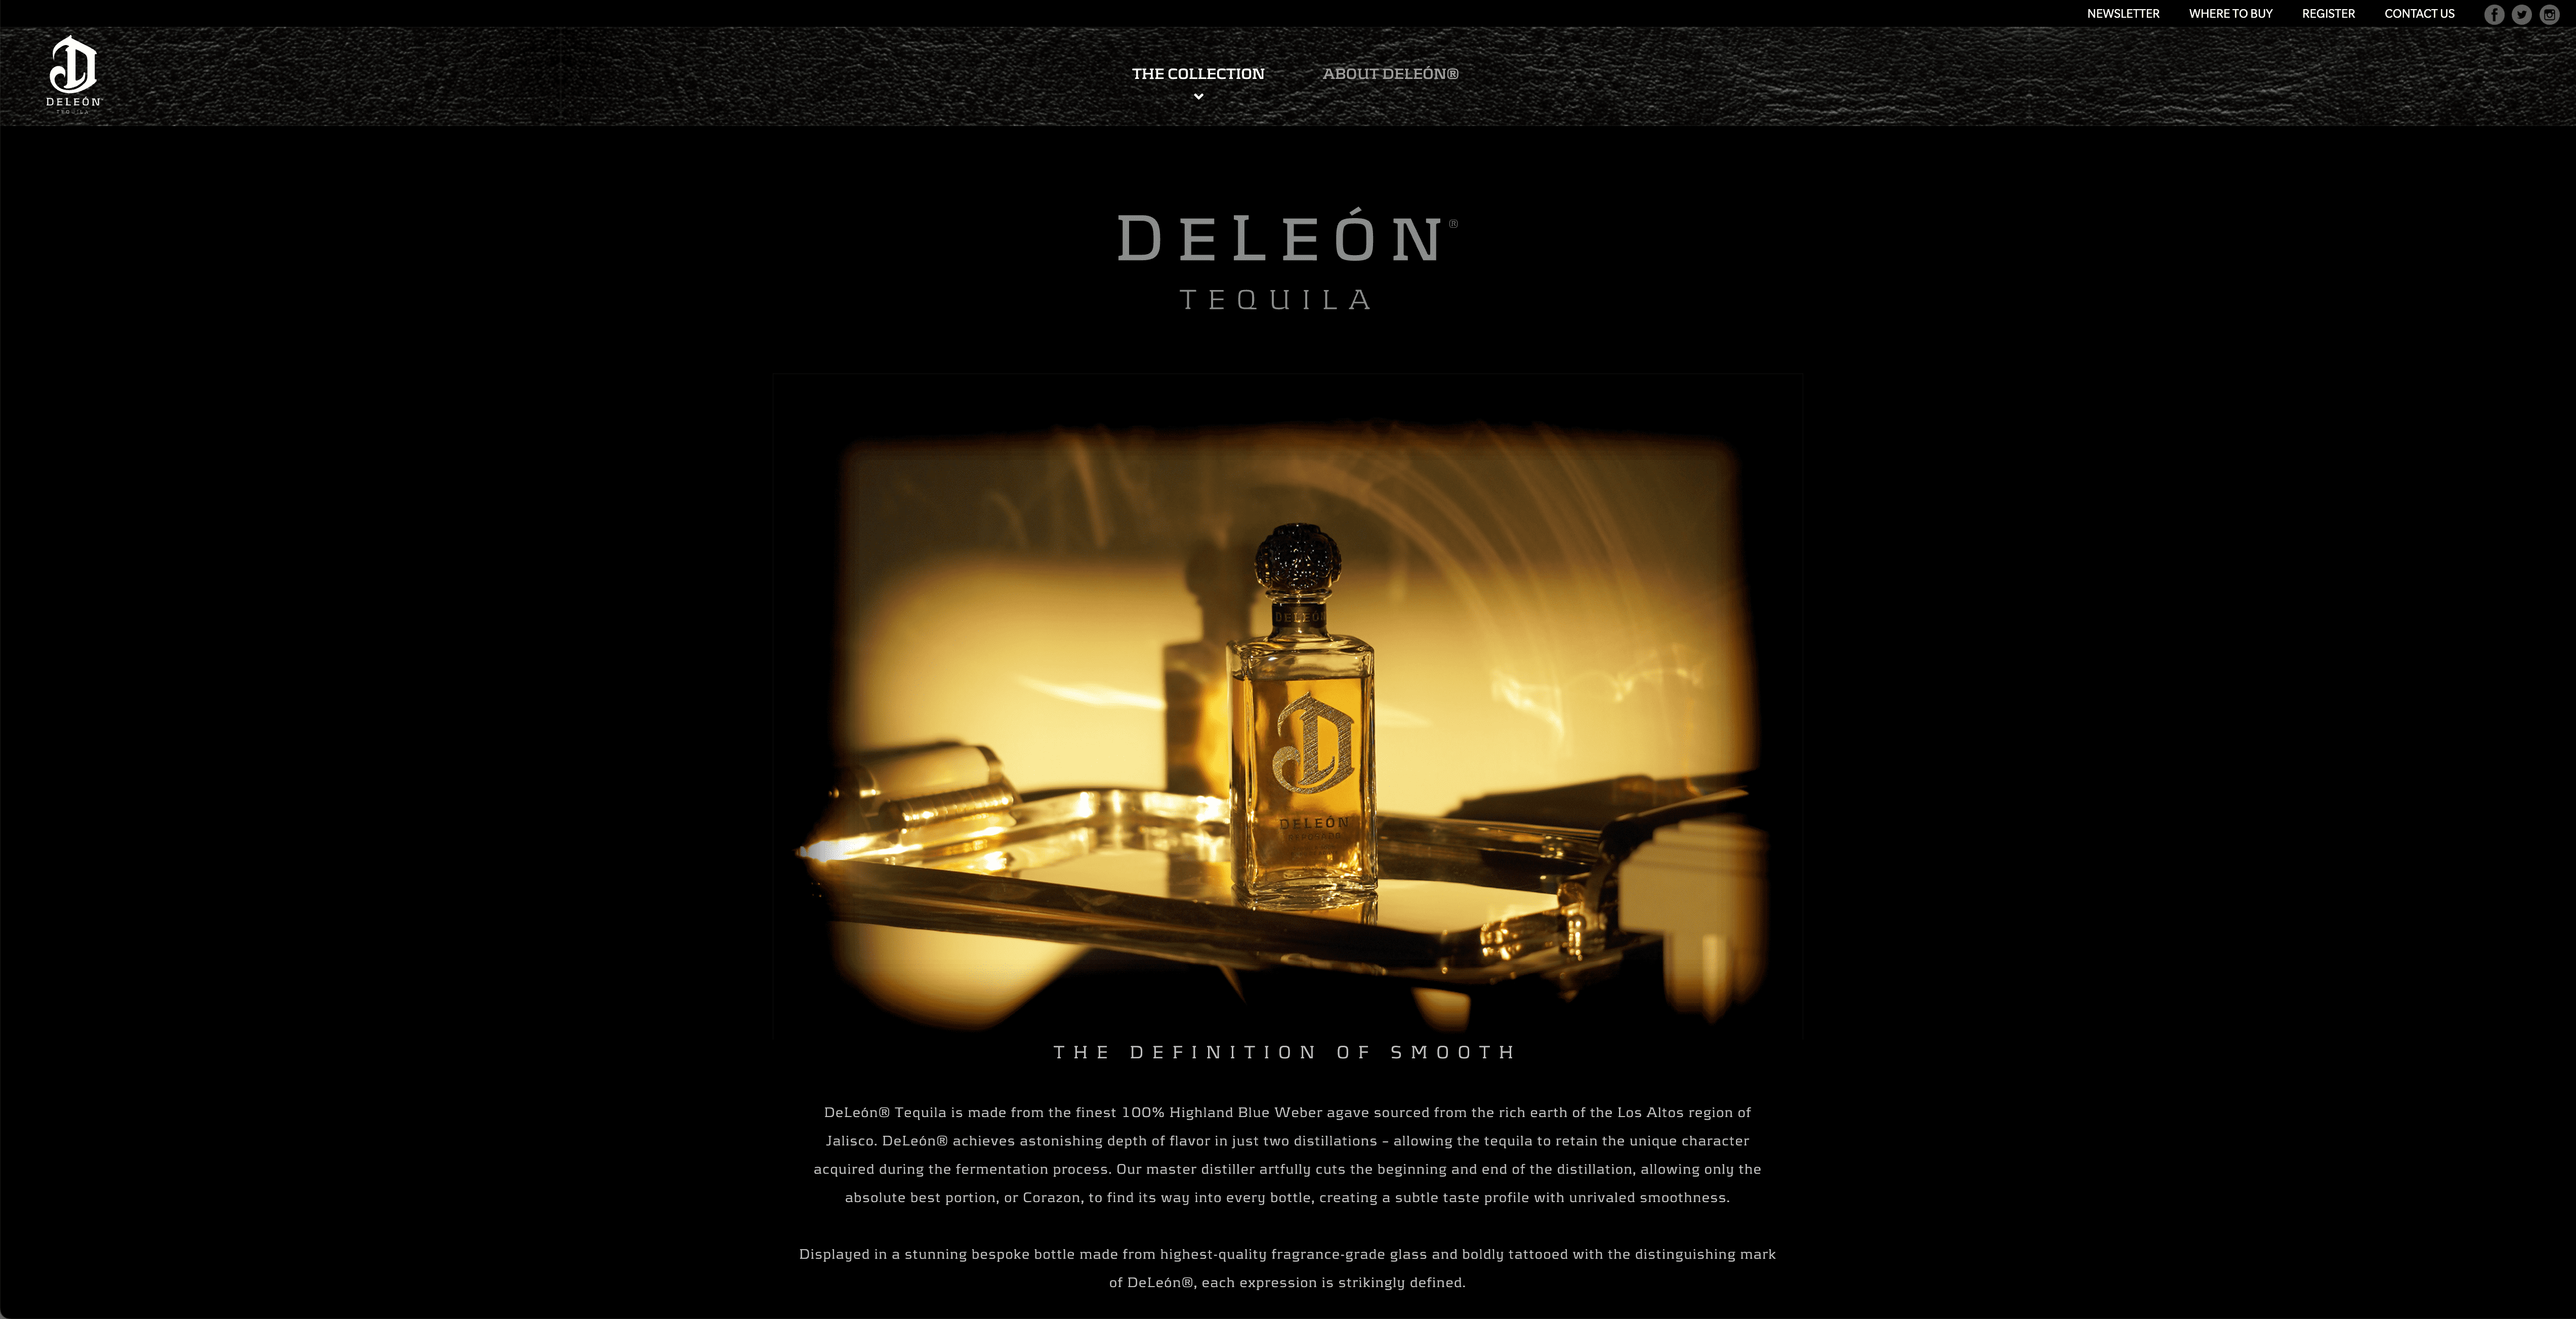 NEWSLETTER WHERE TO BUY REGISTER CONTACT US
DELEÓN
TEQUILA
THE COLLECTION ABOUT DELEÓN®
DELEÓN®
TEQUILA
DELEÓN
DELEÓN
REPOSADO
THE DEFINITION OF SMOOTH
DeLeón® Tequila is made from the finest 100% Highland Blue Weber agave sourced from the rich earth of the Los Altos region of
Jalisco. DeLeón® achieves astonishing depth of flavor in just two distillations – allowing the tequila to retain the unique character
acquired during the fermentation process. Our master distiller artfully cuts the beginning and end of the distillation, allowing only the
absolute best portion, or Corazon, to find its way into every bottle, creating a subtle taste profile with unrivaled smoothness.
Displayed in a stunning bespoke bottle made from highest-quality fragrance-grade glass and boldly tattooed with the distinguishing mark
of DeLeón®, each expression is strikingly defined.